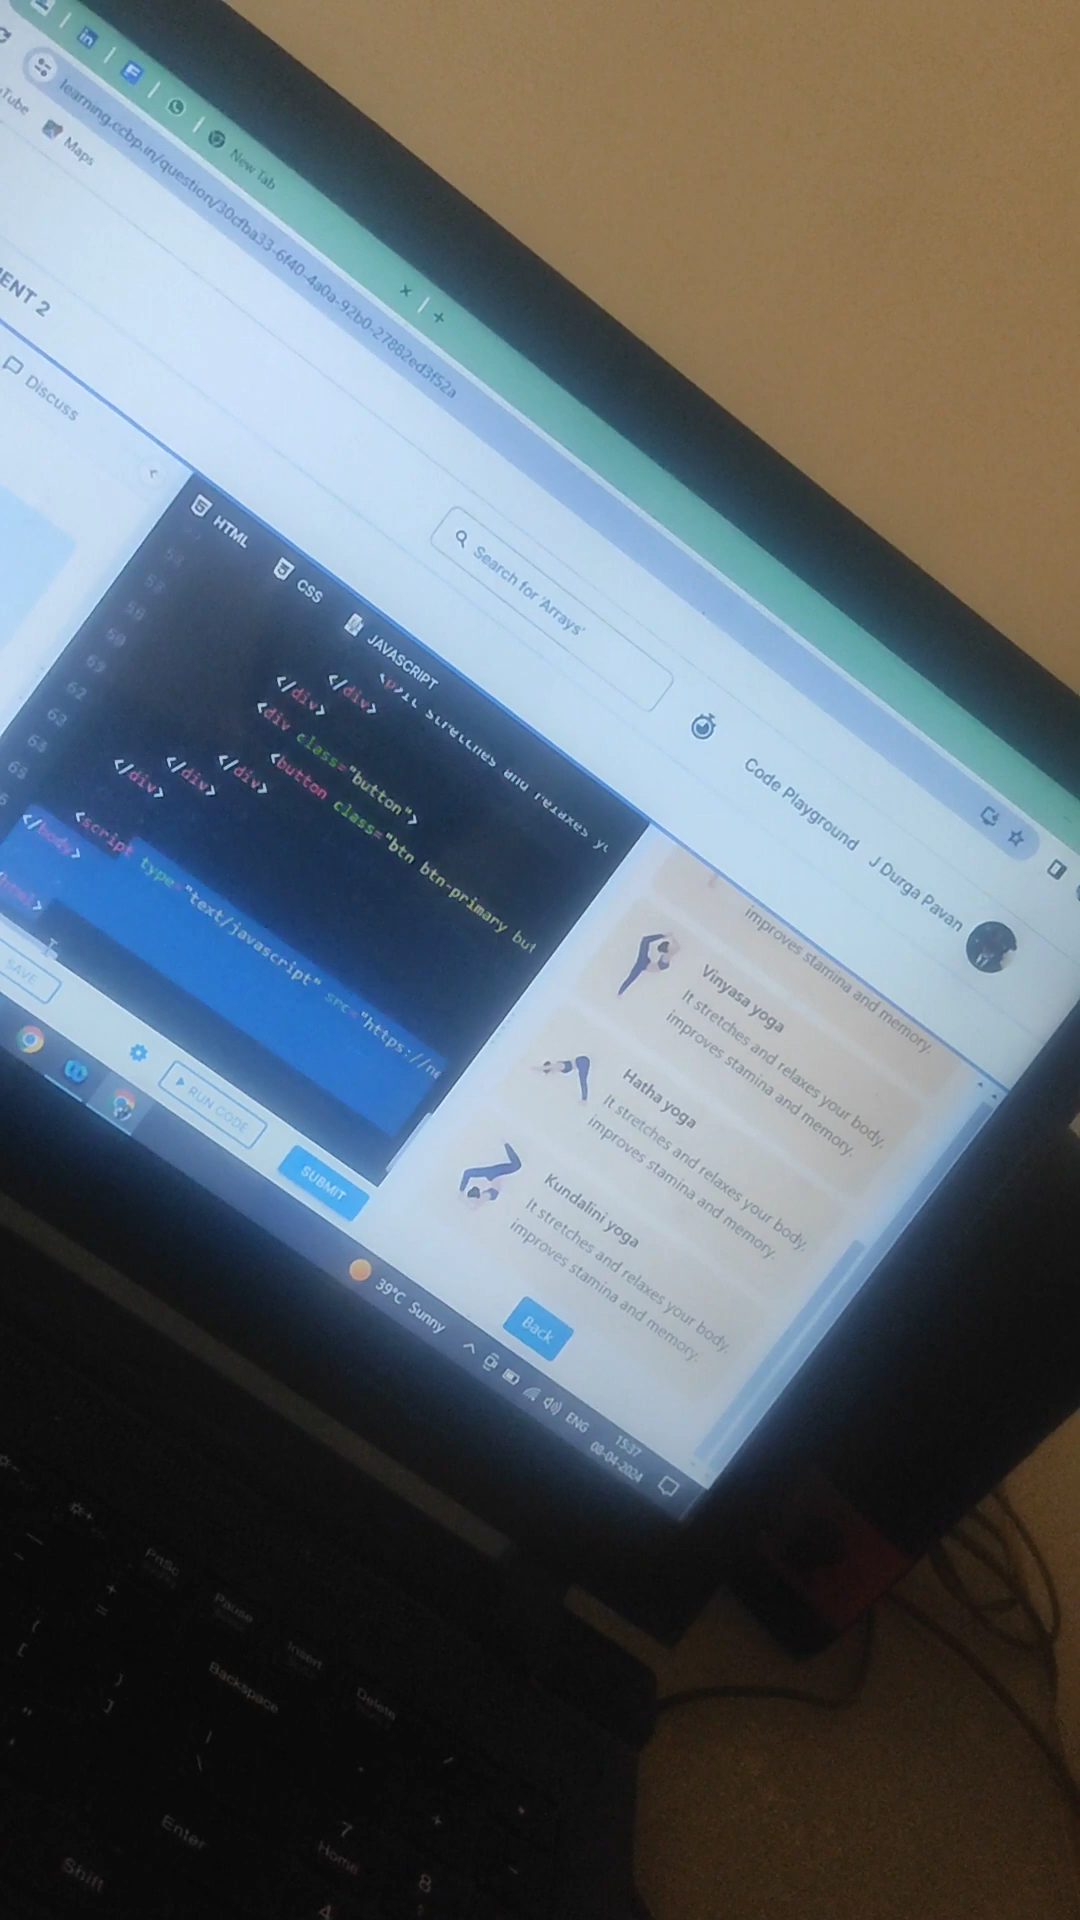 New Tab
learning.ccbp.in/question/30cfba33-6f40-4a0a-92b0-27882ed3f52a
Maps
Discuss
Search for 'Arrays'
Code Playground
J Durga Pavan
HTML
CSS
JAVASCRIPT
</div>
</div>
<div class="button">
<button class="btn btn-primary but
</div>
</div>
</div>
<script type="text/javascript" src="https://
</body>
SAVE
RUN CODE
SUBMIT
improves stamina and memory.
Vinyasa yoga
It stretches and relaxes your body.
improves stamina and memory.
Hatha yoga
It stretches and relaxes your body.
improves stamina and memory.
Kundalini yoga
It stretches and relaxes your body.
improves stamina and memory.
Back
39°C Sunny
ENG
15:37
08-04-2024
PrtSc
Pause
Insert
Delete
Backspace
Enter
Shift
7
Home
8
4